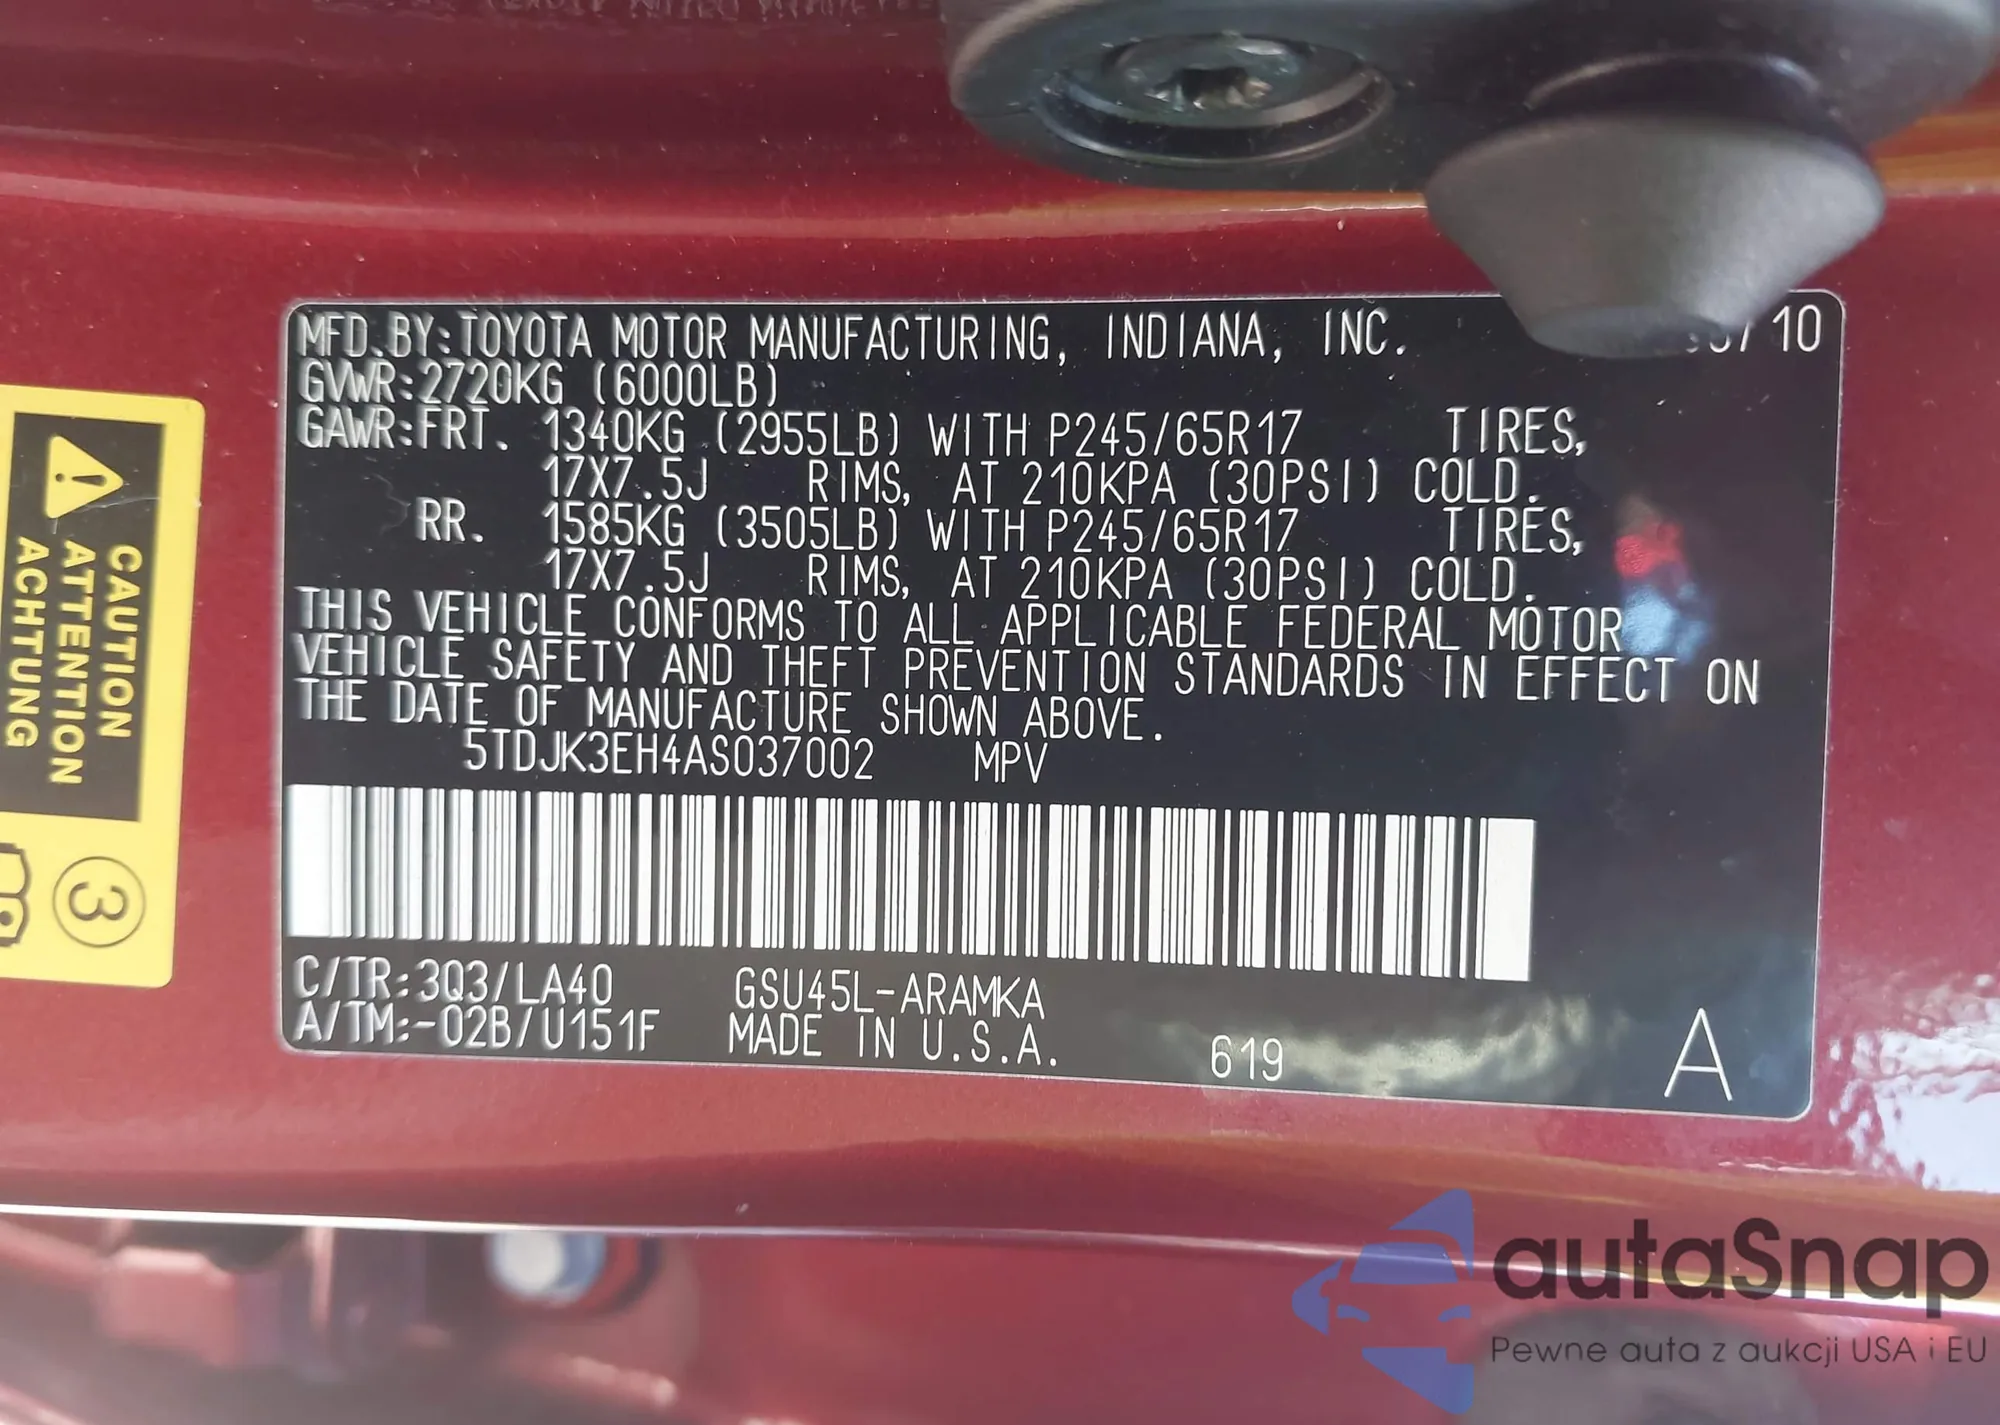 MFD.BY:TOYOTA MOTOR MANUFACTURING, INDIANA, INC. 10
GVWR:2720KG (6000LB)
GAWR:FRT. 1340KG (2955LB) WITH P245/65R17 TIRES,
17X7.5J RIMS, AT 210KPA (30PSI) COLD.
RR. 1585KG (3505LB) WITH P245/65R17 TIRES,
17X7.5J RIMS, AT 210KPA (30PSI) COLD.
THIS VEHICLE CONFORMS TO ALL APPLICABLE FEDERAL MOTOR
VEHICLE SAFETY AND THEFT PREVENTION STANDARDS IN EFFECT ON
THE DATE OF MANUFACTURE SHOWN ABOVE.
5TDJK3EH4AS037002 MPV
C/TR:3Q3/LA40 GSU45L-ARAMKA
A/TM:-02B/U151F MADE IN U.S.A. 619 A
CAUTION
ATTENTION
ACHTUNG
3
autaSnap
Pewne auta z aukcji USA i EU